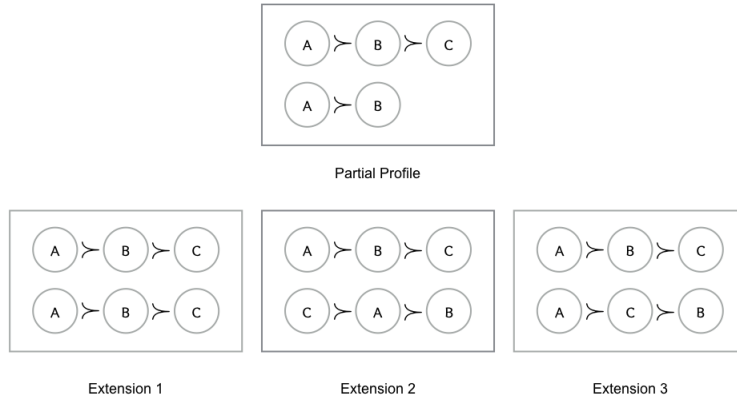 A ≻ B ≻ C
A ≻ B
Partial Profile
A ≻ B ≻ C
A ≻ B ≻ C
Extension 1
A ≻ B ≻ C
C ≻ A ≻ B
Extension 2
A ≻ B ≻ C
A ≻ C ≻ B
Extension 3